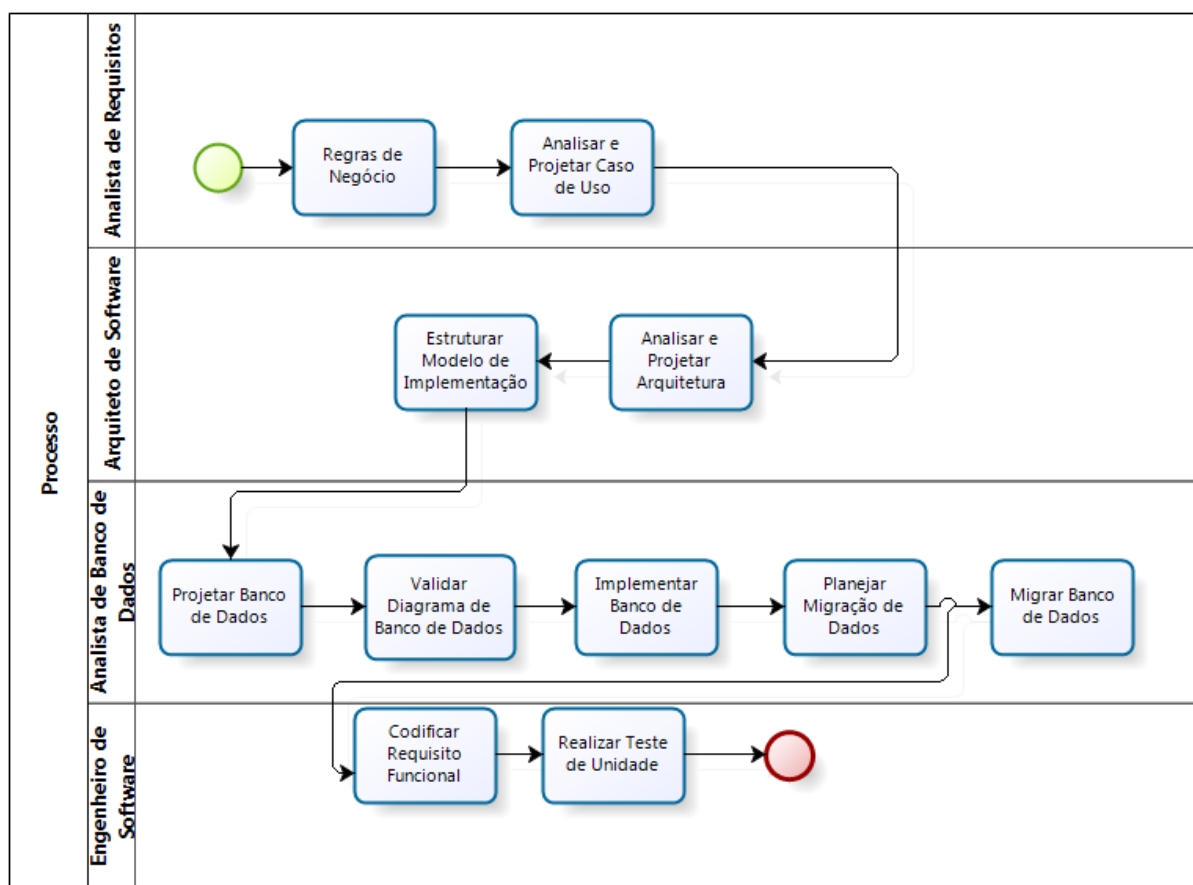 Processo
Analista de Requisitos
Regras de
Negócio
Analisar e
Projetar Caso
de Uso
Arquiteto de Software
Estruturar
Modelo de
Implementação
Analisar e
Projetar
Arquitetura
Analista de Banco de
Dados
Projetar Banco
de Dados
Validar
Diagrama de
Banco de Dados
Implementar
Banco de
Dados
Planejar
Migração de
Dados
Migrar Banco
de Dados
Engenheiro de
Software
Codificar
Requisito
Funcional
Realizar Teste
de Unidade